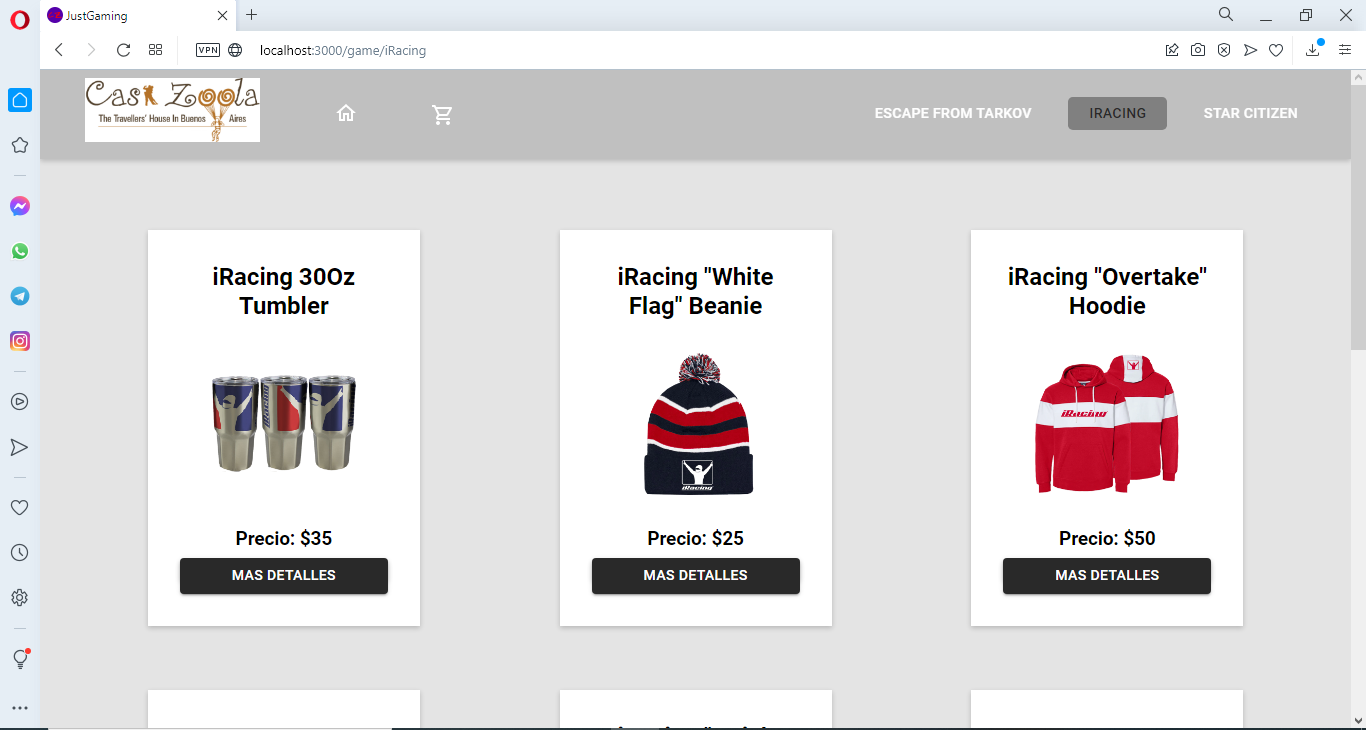 JustGaming
VPN
localhost:3000/game/iRacing
Casa Zoola
The Travellers' House In Buenos Aires
ESCAPE FROM TARKOV
IRACING
STAR CITIZEN
iRacing 30Oz
Tumbler
iRacing
Precio: $35
MAS DETALLES
iRacing "White
Flag" Beanie
iRacing
Precio: $25
MAS DETALLES
iRacing "Overtake"
Hoodie
iRacing
Precio: $50
MAS DETALLES